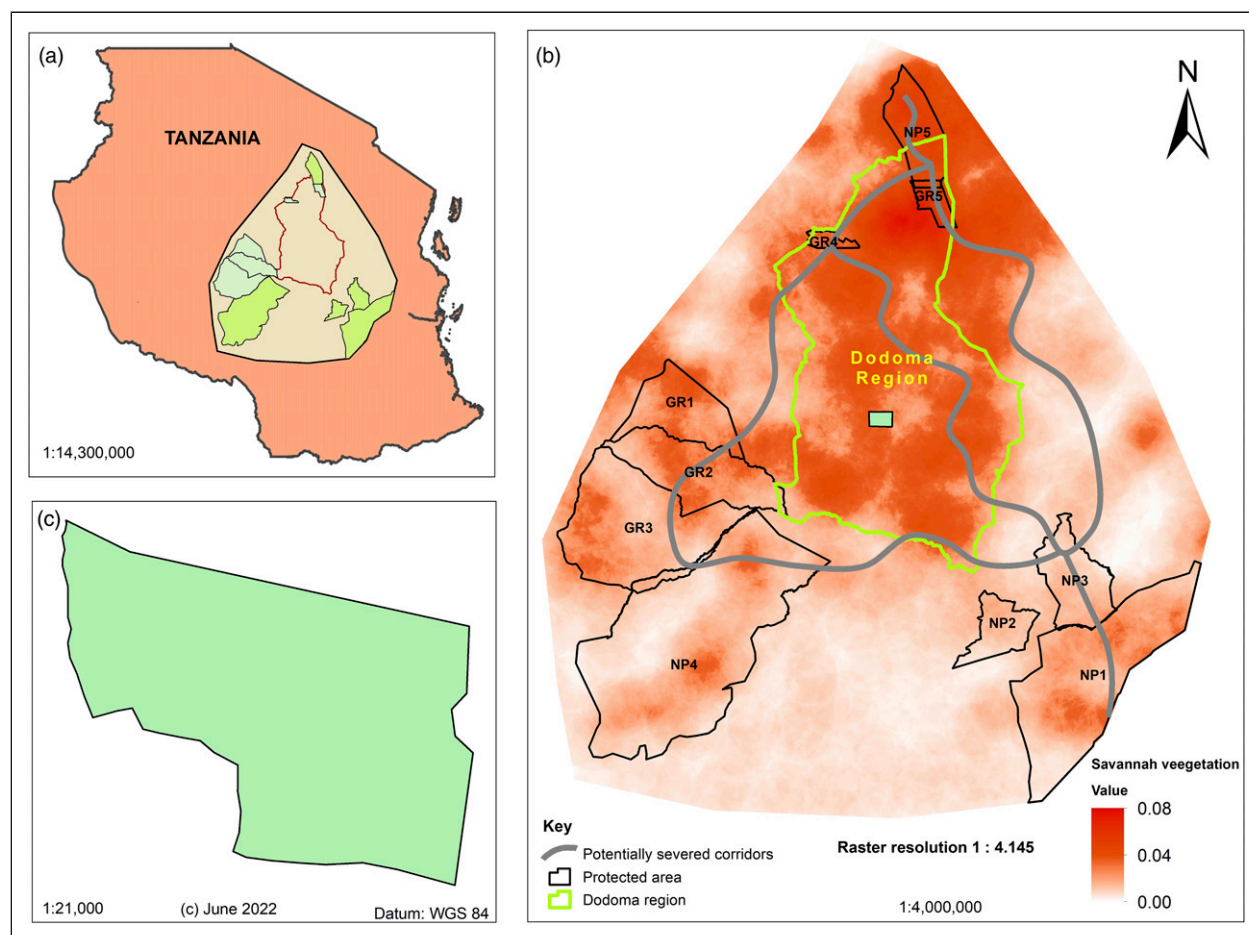 (a)
TANZANIA
1:14,300,000
(b)
N
NP5
GR5
GR4
Dodoma
Region
GR1
GR2
GR3
NP3
NP2
NP4
NP1
Savannah veegetation
Value
0.08
0.04
0.00
Key
Potentially severed corridors
Protected area
Dodoma region
Raster resolution 1 : 4.145
1:4,000,000
(c)
1:21,000
(c) June 2022
Datum: WGS 84